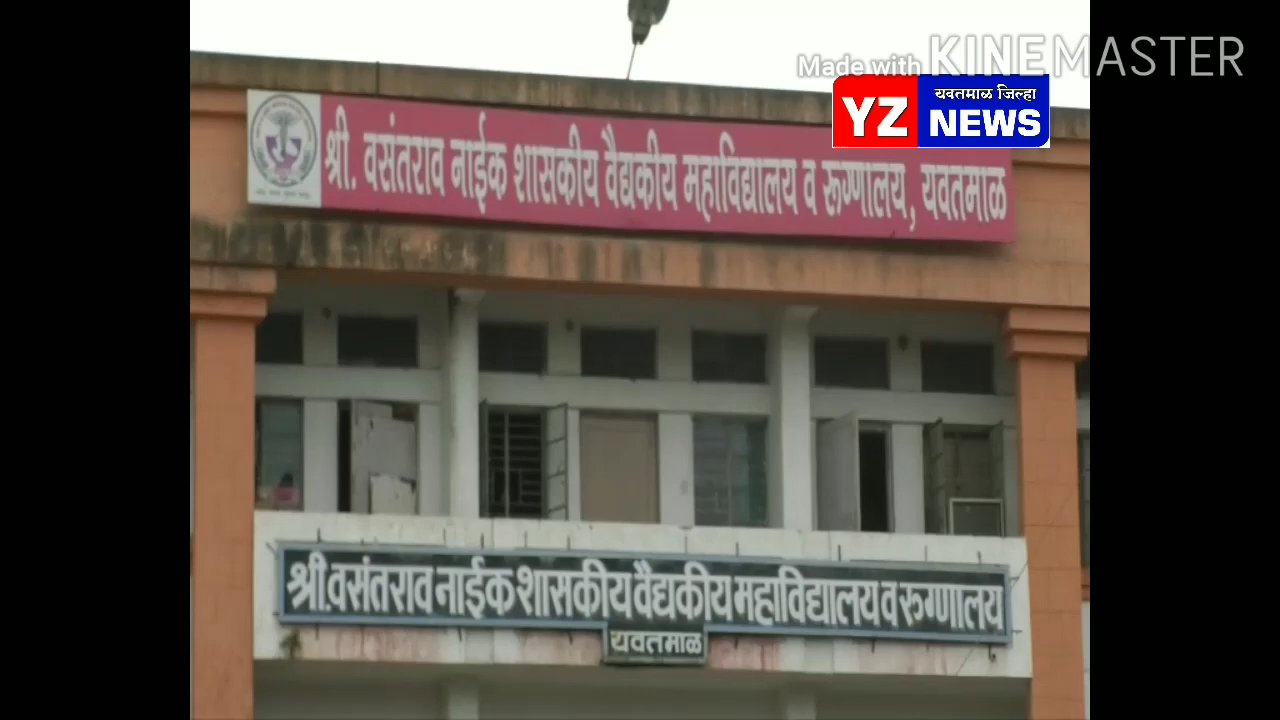 Made with KINEMASTER
यवतमाळ जिल्हा
YZ NEWS
श्री. वसंतराव नाईक शासकीय वैद्यकीय महाविद्यालय व रूग्णालय, यवतमाळ
श्री.वसंतराव नाईक शासकीय वैद्यकीय महाविद्यालय व रुग्णालय
यवतमाळ